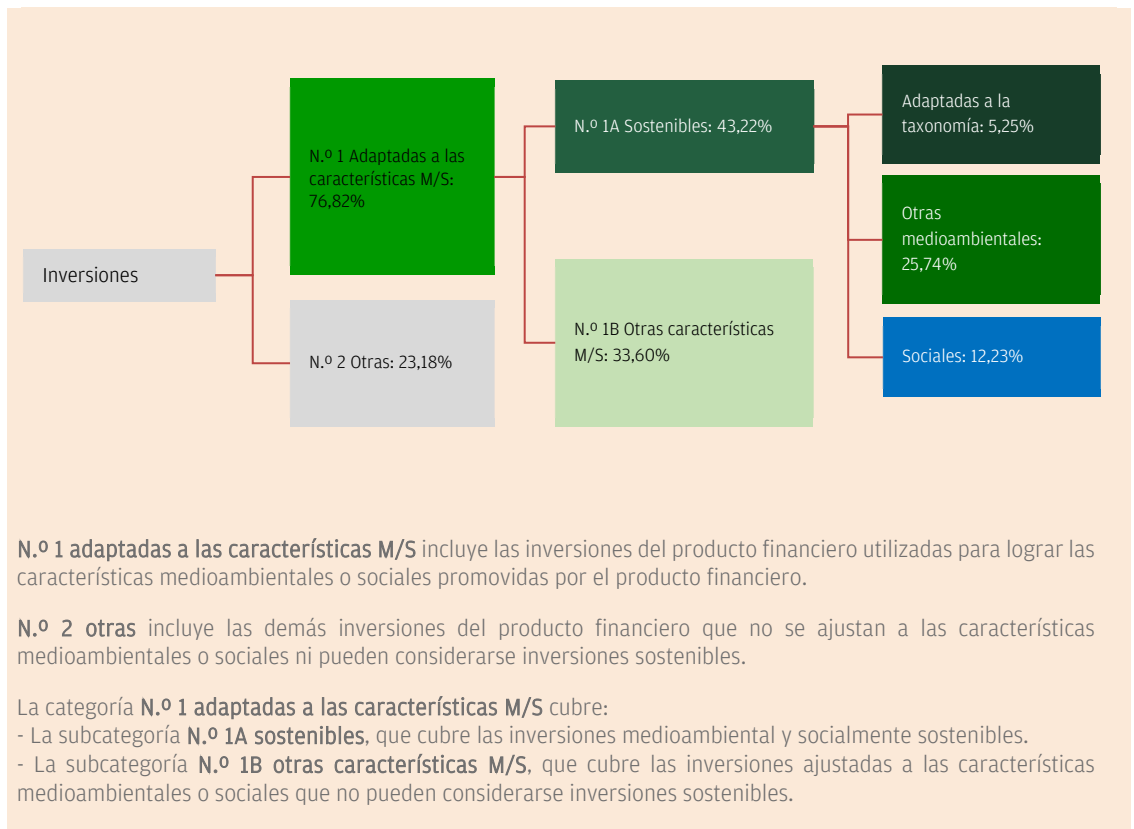 Inversiones
N.º 1 Adaptadas a las
características M/S:
76,82%
N.º 2 Otras: 23,18%
N.º 1A Sostenibles: 43,22%
N.º 1B Otras características
M/S: 33,60%
Adaptadas a la
taxonomía: 5,25%
Otras
medioambientales:
25,74%
Sociales: 12,23%
N.º 1 adaptadas a las características M/S incluye las inversiones del producto financiero utilizadas para lograr las
características medioambientales o sociales promovidas por el producto financiero.
N.º 2 otras incluye las demás inversiones del producto financiero que no se ajustan a las características
medioambientales o sociales ni pueden considerarse inversiones sostenibles.
La categoría N.º 1 adaptadas a las características M/S cubre:
- La subcategoría N.º 1A sostenibles, que cubre las inversiones medioambiental y socialmente sostenibles.
- La subcategoría N.º 1B otras características M/S, que cubre las inversiones ajustadas a las características
medioambientales o sociales que no pueden considerarse inversiones sostenibles.